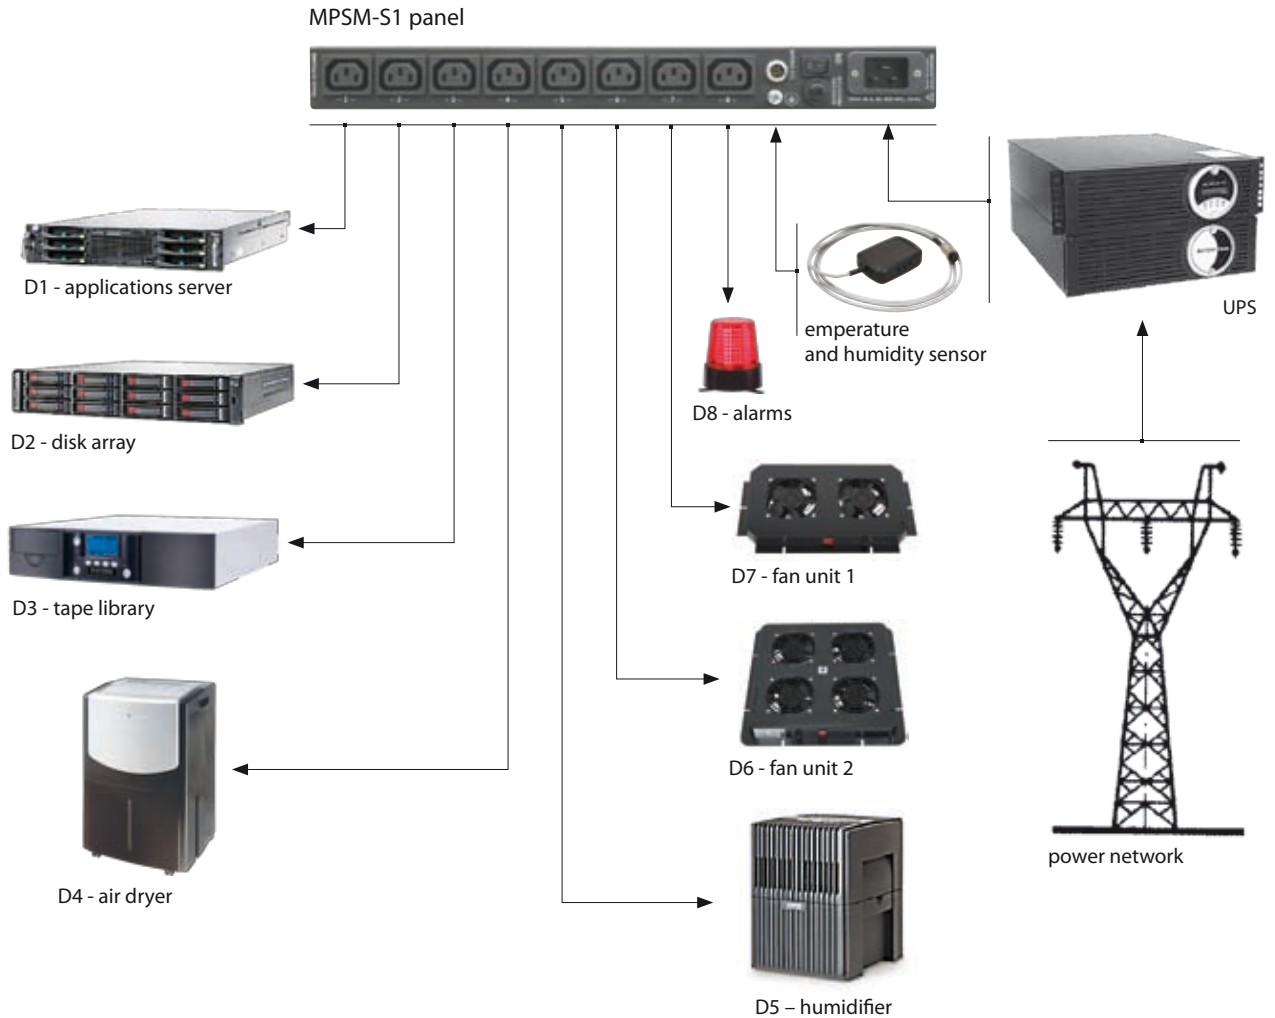 MPSM-S1 panel
D1 - applications server
UPS
emperature
and humidity sensor
D8 - alarms
D2 - disk array
D7 - fan unit 1
D3 - tape library
D6 - fan unit 2
power network
D4 - air dryer
D5 – humidifier